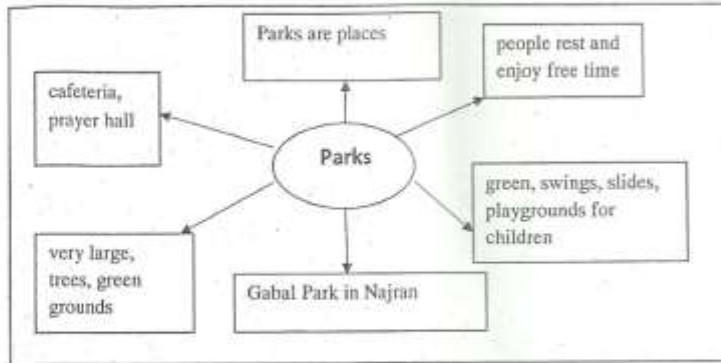 Parks are places
people rest and
enjoy free time
cafeteria,
prayer hall
Parks
green, swings, slides,
playgrounds for
children
very large,
trees, green
grounds
Gabal Park in Najran